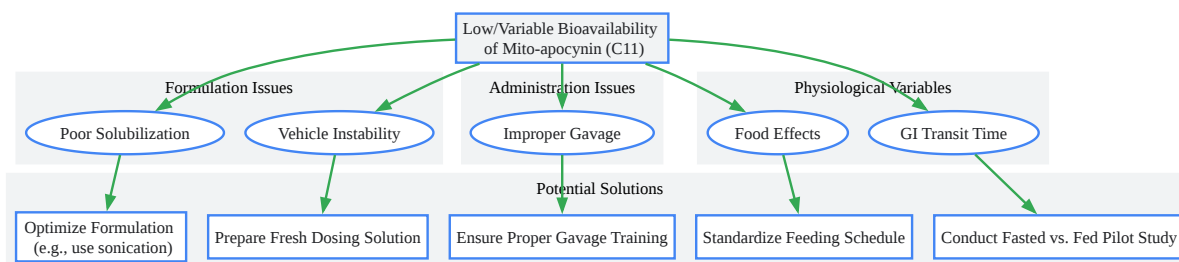 Low/Variable Bioavailability
of Mito-apocynin (C11)
Formulation Issues
Administration Issues
Physiological Variables
Poor Solubilization
Vehicle Instability
Improper Gavage
Food Effects
GI Transit Time
Potential Solutions
Optimize Formulation
(e.g., use sonication)
Prepare Fresh Dosing Solution
Ensure Proper Gavage Training
Standardize Feeding Schedule
Conduct Fasted vs. Fed Pilot Study